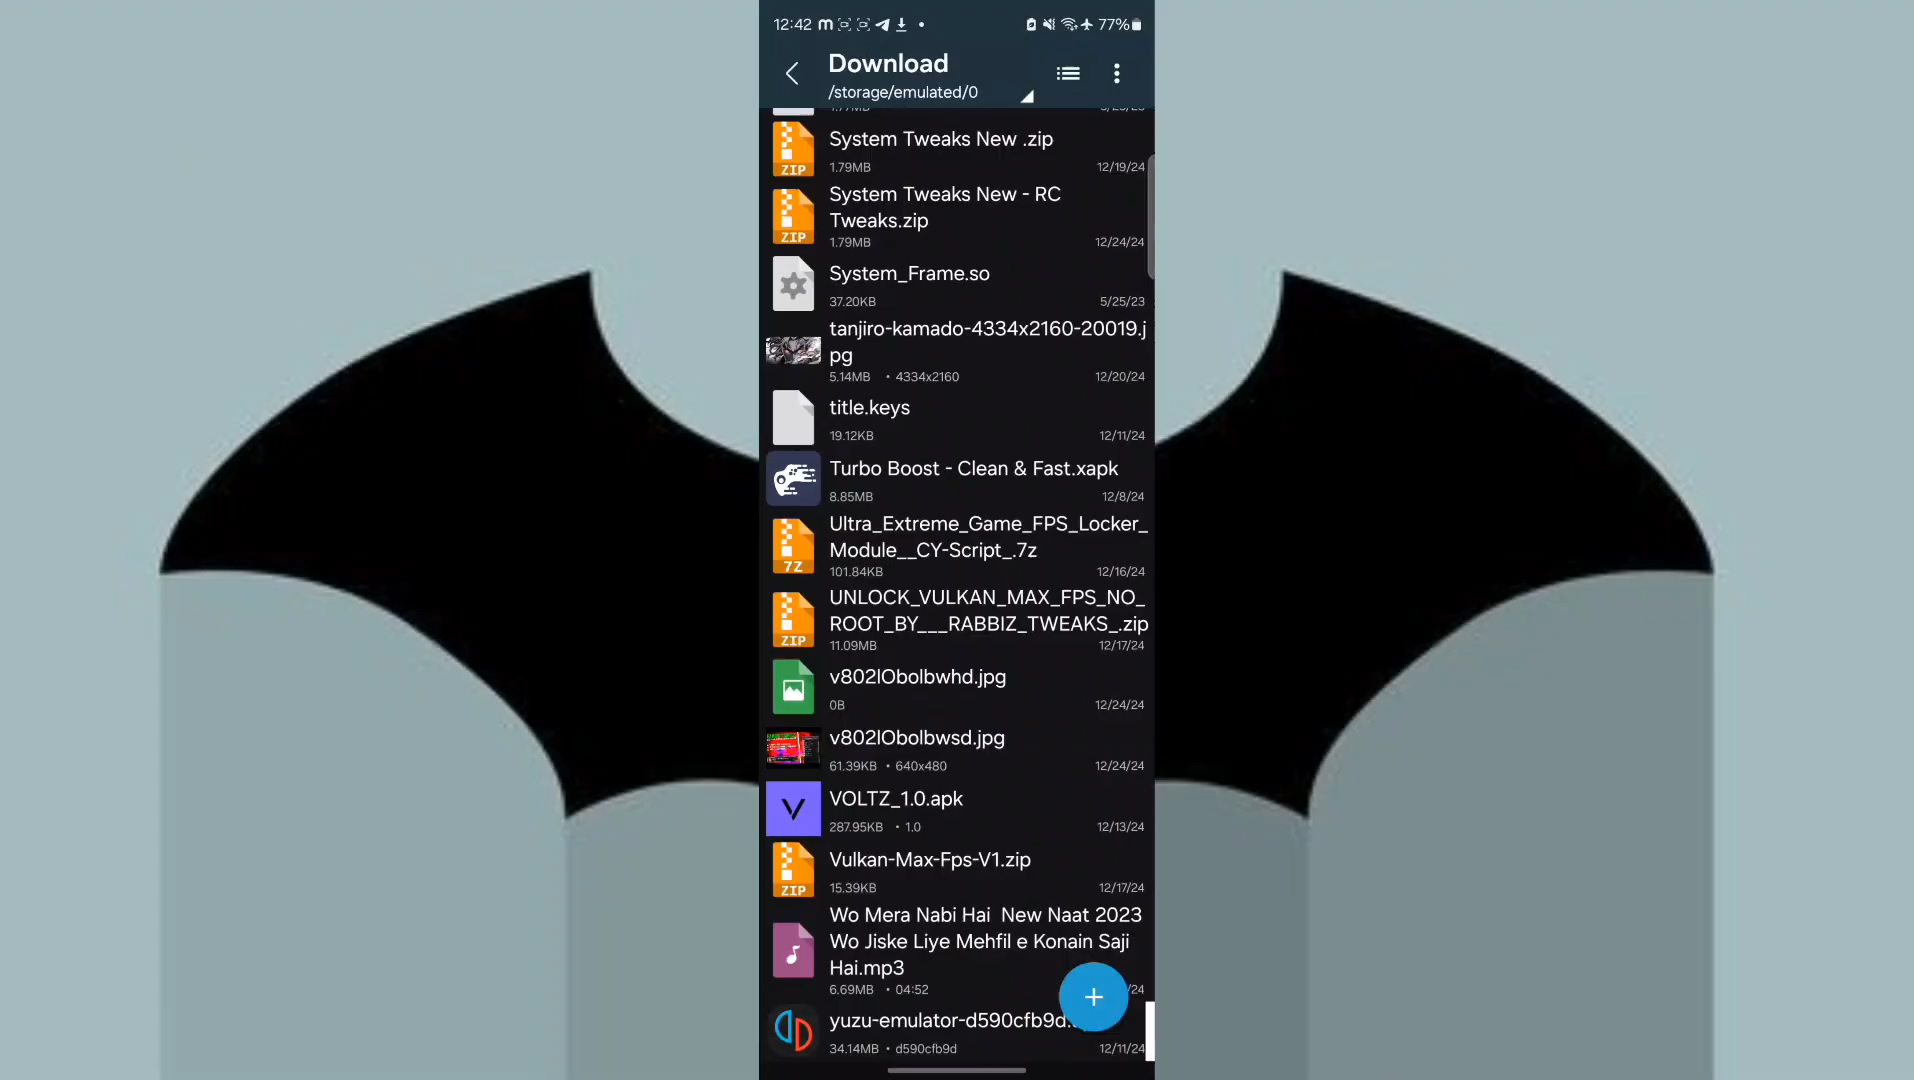 12:42
77%
Download
/storage/emulated/0
System Tweaks New .zip
1.79MB 12/19/24
System Tweaks New - RC
Tweaks.zip
1.79MB 12/24/24
System_Frame.so
37.20KB 5/25/23
tanjiro-kamado-4334x2160-20019.j
pg
5.14MB • 4334x2160 12/20/24
title.keys
19.12KB 12/11/24
Turbo Boost - Clean & Fast.xapk
8.85MB 12/8/24
Ultra_Extreme_Game_FPS_Locker_
Module__CY-Script_.7z
101.84KB 12/16/24
UNLOCK_VULKAN_MAX_FPS_NO_
ROOT_BY___RABBIZ_TWEAKS_.zip
11.09MB 12/17/24
v802lObolbwhd.jpg
0B 12/24/24
v802lObolbwsd.jpg
61.39KB • 640x480 12/24/24
VOLTZ_1.0.apk
287.95KB • 1.0 12/13/24
Vulkan-Max-Fps-V1.zip
15.39KB 12/17/24
Wo Mera Nabi Hai  New Naat 2023
Wo Jiske Liye Mehfil e Konain Saji
Hai.mp3
6.69MB • 04:52 /24
yuzu-emulator-d590cfb9d.
34.14MB • d590cfb9d 12/11/24
ZIP
ZIP
7Z
ZIP
V
ZIP